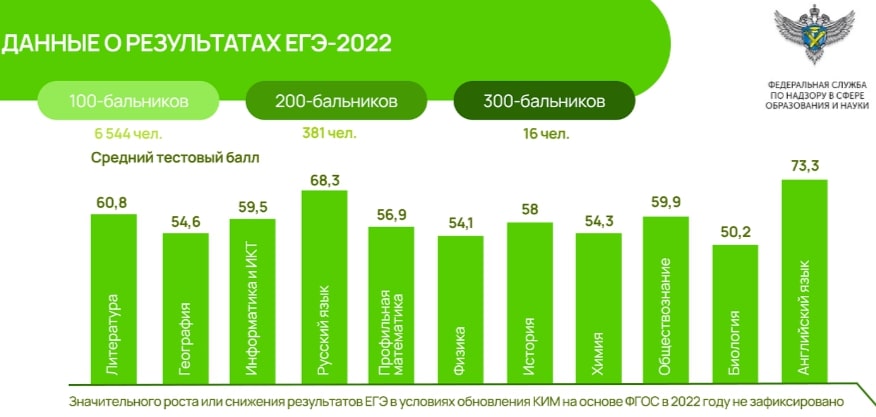 ДАННЫЕ О РЕЗУЛЬТАТАХ ЕГЭ-2022
ФЕДЕРАЛЬНАЯ СЛУЖБА
ПО НАДЗОРУ В СФЕРЕ
ОБРАЗОВАНИЯ И НАУКИ
100-бальников
200-бальников
300-бальников
6 544 чел.
381 чел.
16 чел.
Средний тестовый балл
60,8
54,6
59,5
68,3
56,9
54,1
58
54,3
59,9
50,2
73,3
Литература
География
Информатика и ИКТ
Русский язык
Профильная
математика
Физика
История
Химия
Обществознание
Биология
Английский язык
Значительного роста или снижения результатов ЕГЭ в условиях обновления КИМ на основе ФГОС в 2022 году не зафиксировано